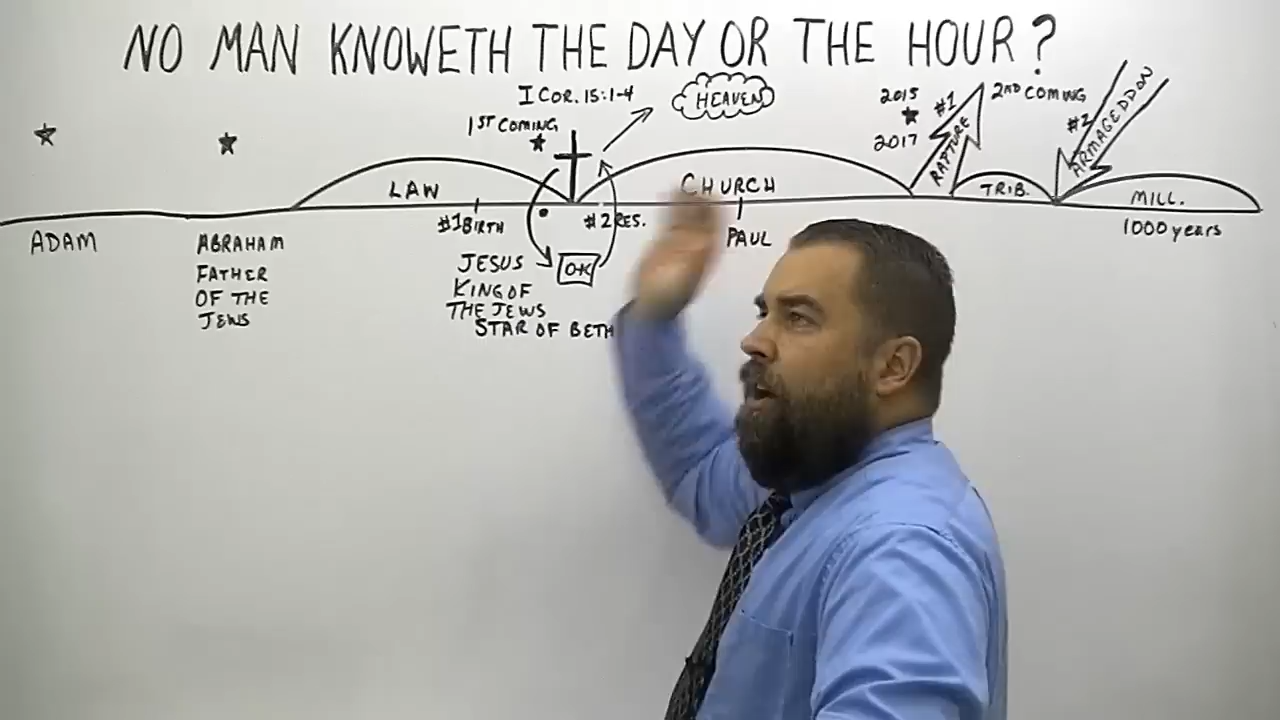 NO MAN KNOWETH THE DAY OR THE HOUR?
I COR. 15:1-4
HEAVEN
1ST COMING
2015
2017
#1
RAPTURE
2ND COMING
#2
ARMAGEDDON
LAW
CHURCH
TRIB.
MILL.
1000 years
#1 BIRTH
#2 RES.
PAUL
ADAM
ABRAHAM
FATHER
OF THE
JEWS
JESUS
KING OF
THE JEWS
STAR OF BETH
OK